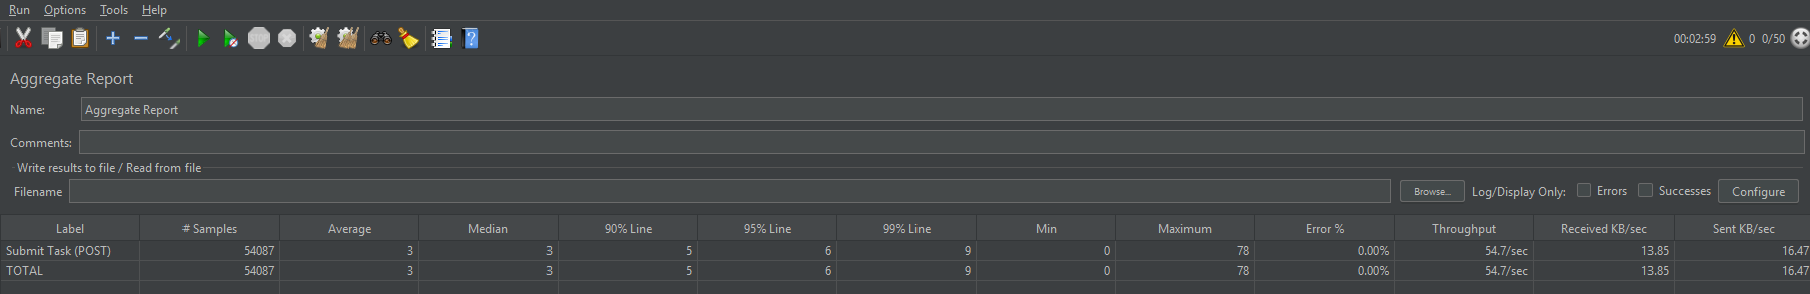 Run Options Tools Help
STOP
00:02:59 0 0/50
Aggregate Report
Name: Aggregate Report
Comments:
Write results to file / Read from file
Filename Browse... Log/Display Only: Errors Successes Configure
Label # Samples Average Median 90% Line 95% Line 99% Line Min Maximum Error % Throughput Received KB/sec Sent KB/sec
Submit Task (POST) 54087 3 3 5 6 9 0 78 0.00% 54.7/sec 13.85 16.47
TOTAL 54087 3 3 5 6 9 0 78 0.00% 54.7/sec 13.85 16.47